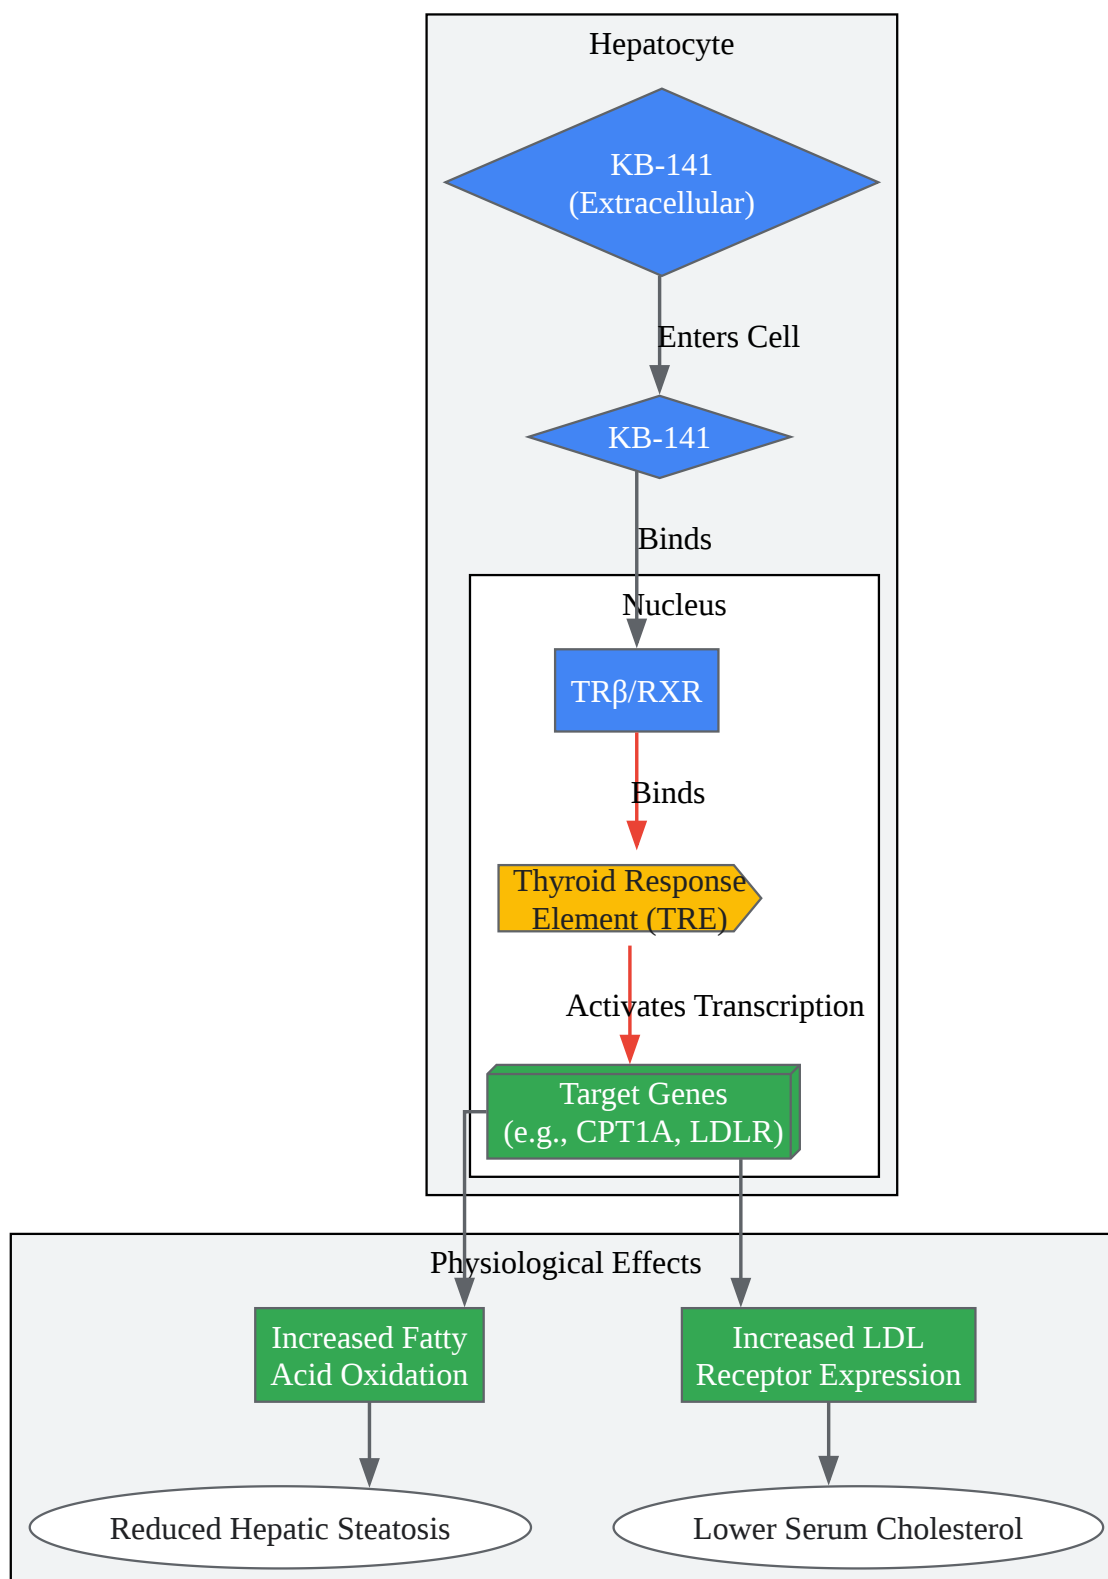 Hepatocyte
KB-141
(Extracellular)
Enters Cell
KB-141
Binds
Nucleus
TRβ/RXR
Binds
Thyroid Response
Element (TRE)
Activates Transcription
Target Genes
(e.g., CPT1A, LDLR)
Physiological Effects
Increased Fatty
Acid Oxidation
Increased LDL
Receptor Expression
Reduced Hepatic Steatosis
Lower Serum Cholesterol